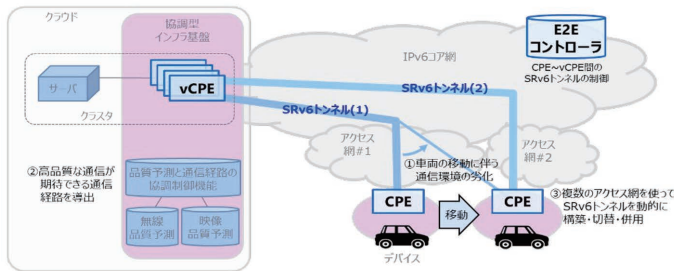 クラウド
協調型
インフラ基盤
サーバ
クラスタ
vCPE
IPv6コア網
E2E
コントローラ
CPE~vCPE間の
SRv6トンネルの制御
SRv6トンネル(2)
SRv6トンネル(1)
アクセス
網#1
①車両の移動に伴う
通信環境の劣化
アクセス
網#2
②高品質な通信が
期待できる通信
経路を導出
品質予測と通信経路の
協調制御機能
無線
品質予測
映像
品質予測
CPE
移動
CPE
デバイス
③複数のアクセス網を使って
SRv6トンネルを動的に
構築・切替・併用